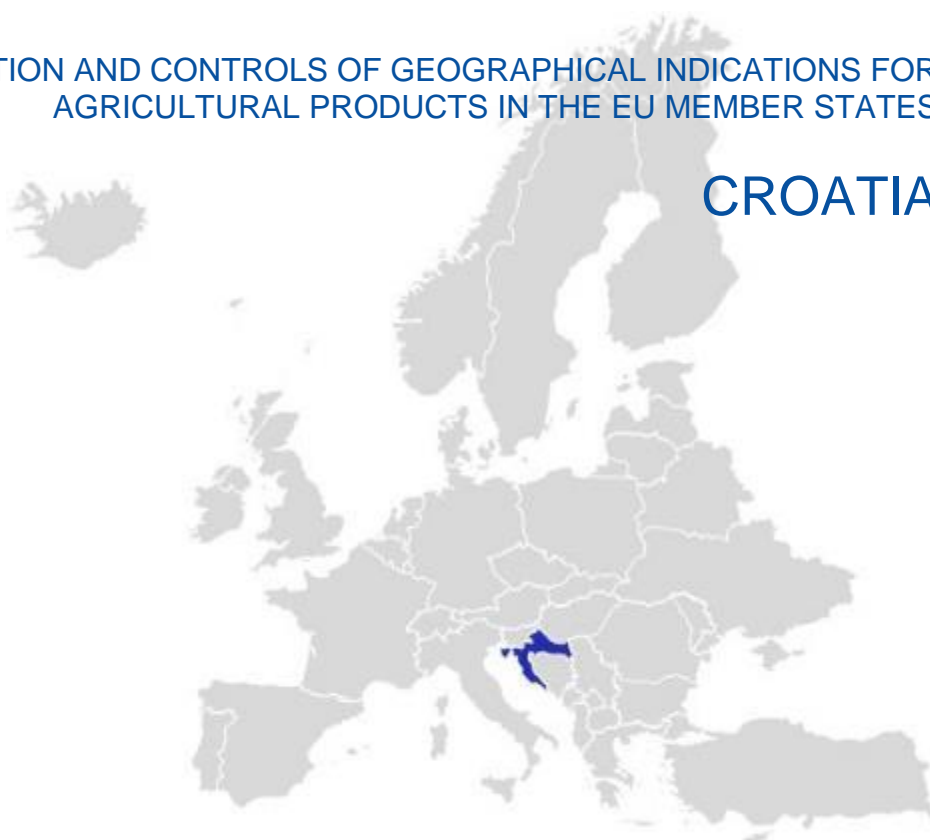 TION AND CONTROLS OF GEOGRAPHICAL INDICATIONS FOR
AGRICULTURAL PRODUCTS IN THE EU MEMBER STATES
CROATIA